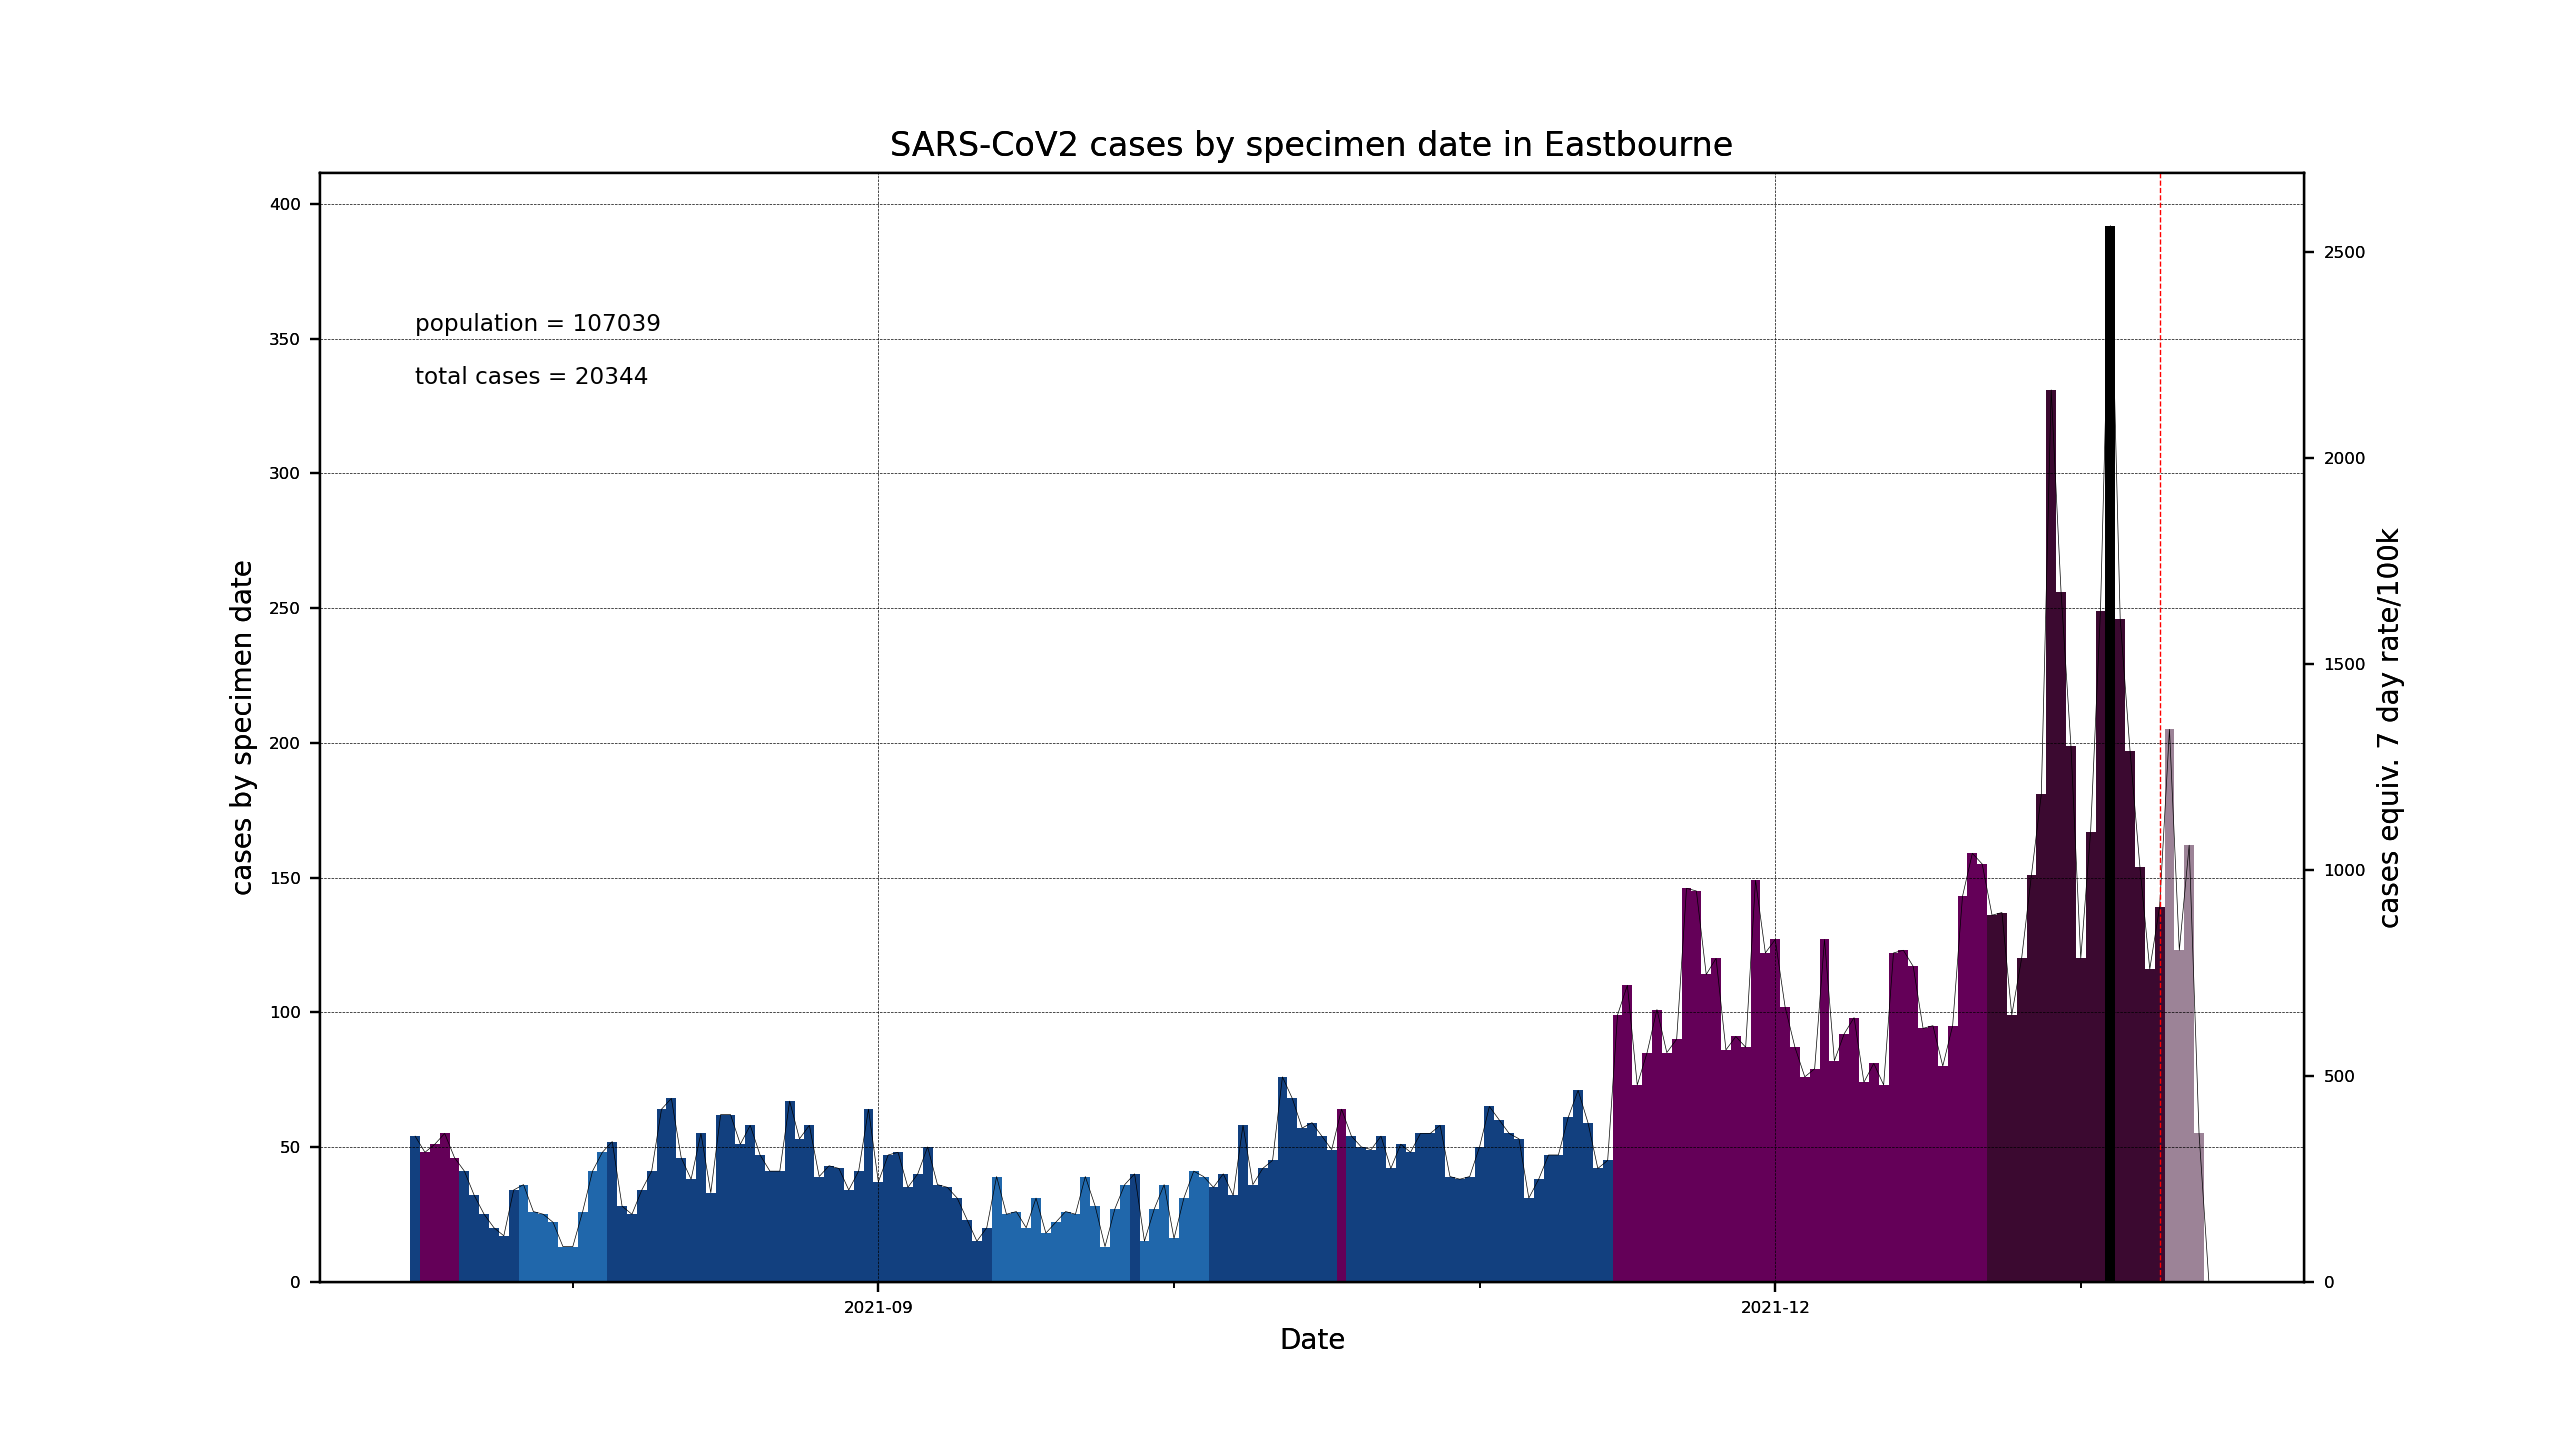 SARS-CoV2 cases by specimen date in Eastbourne
population = 107039
total cases = 20344
cases by specimen date
400
350
300
250
200
150
100
50
0
2500
2000
1500
1000
500
0
cases equiv. 7 day rate/100k
2021-09
2021-12
Date